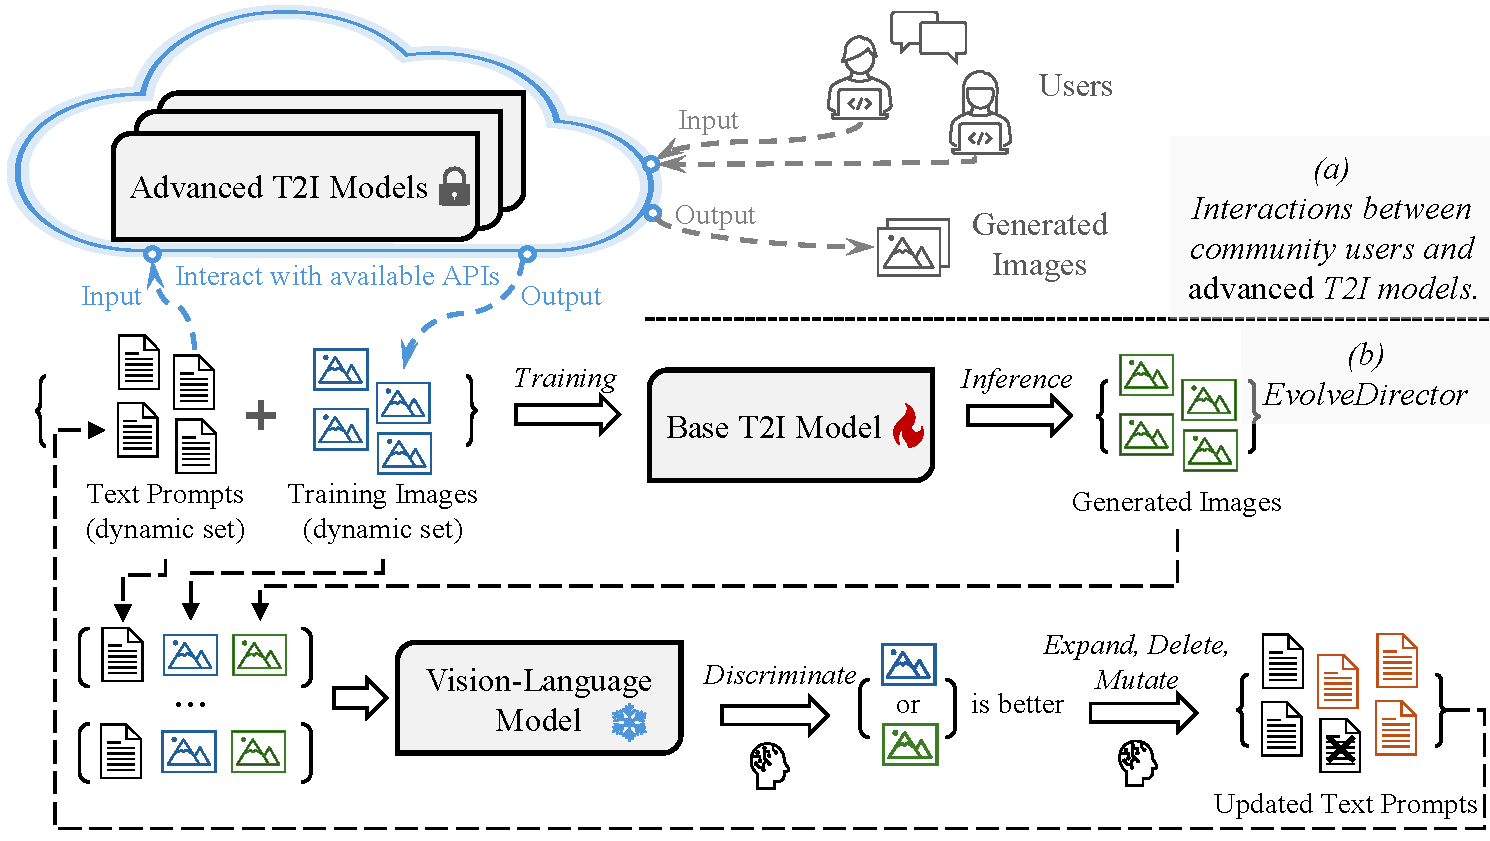 Users
Input
Advanced T2I Models
(a)
Interactions between
community users and
advanced T2I models.
Output
Generated
Images
Interact with available APIs
Input
Output
(b)
EvolveDirector
Training
Inference
Base T2I Model
Text Prompts
(dynamic set)
Training Images
(dynamic set)
Generated Images
...
Vision-Language
Model
Discriminate
or
is better
Expand, Delete,
Mutate
Updated Text Prompts